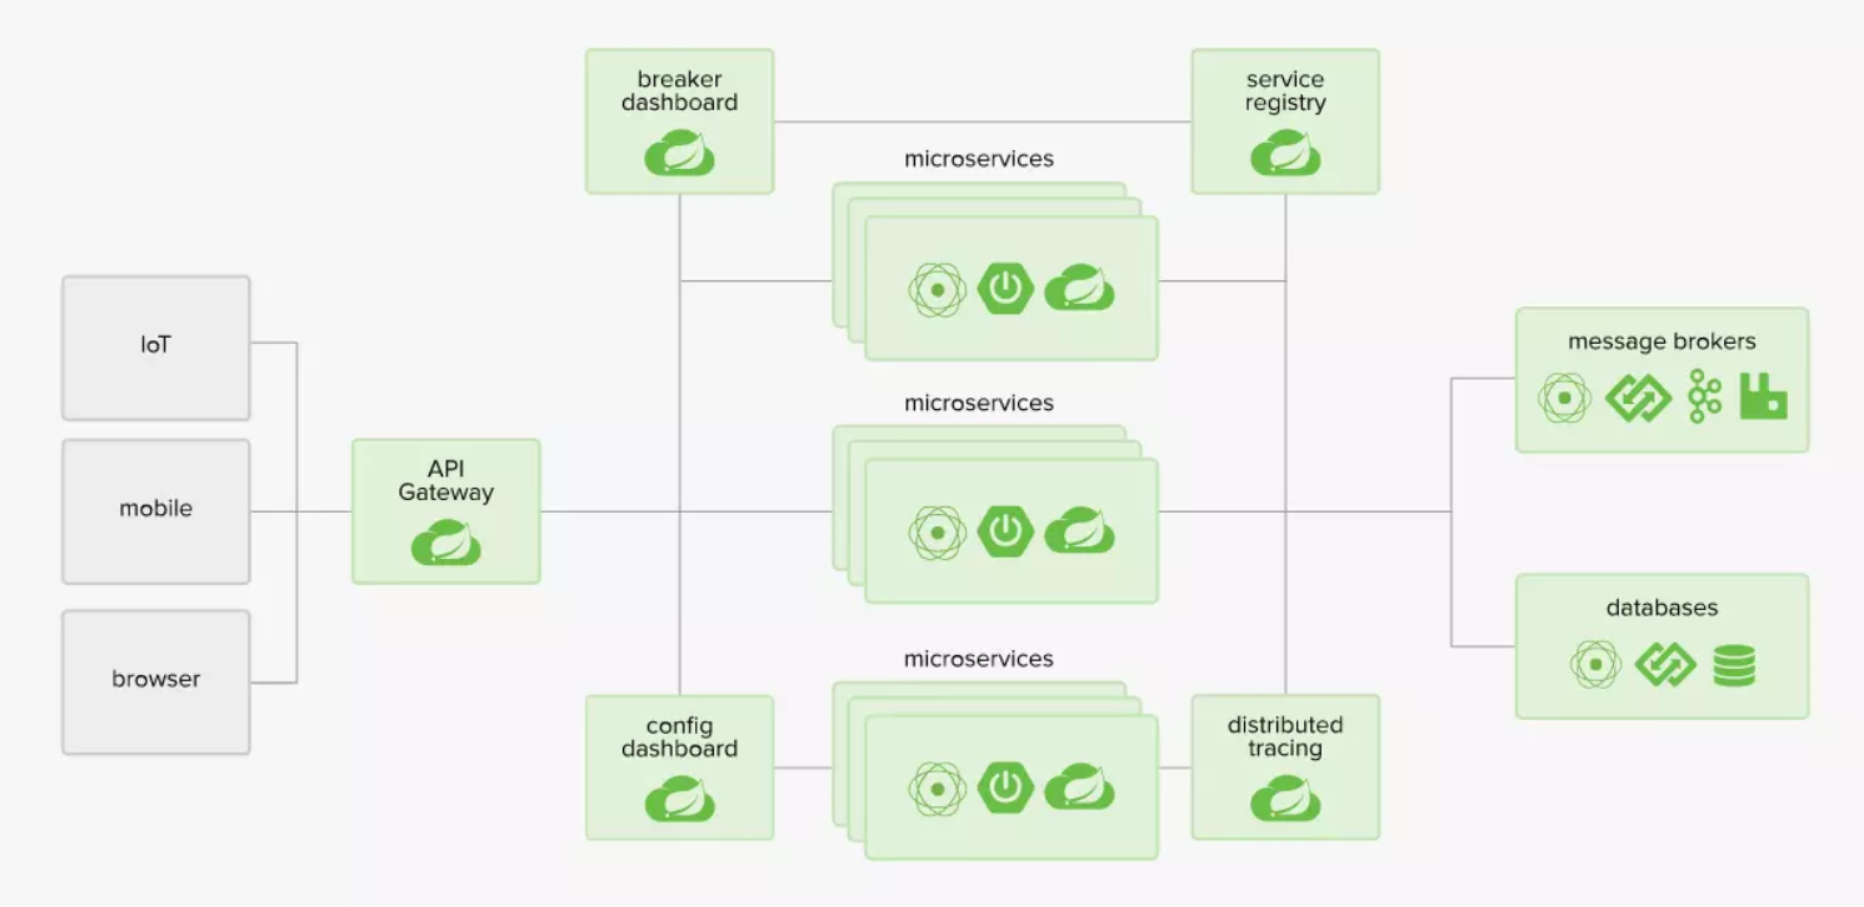 breaker
dashboard
service
registry
microservices
IoT
mobile
browser
API
Gateway
microservices
message brokers
databases
microservices
config
dashboard
distributed
tracing